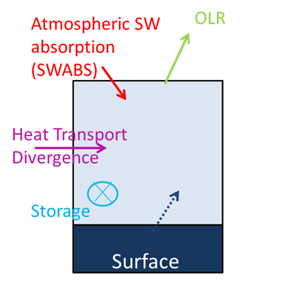 Atmospheric SW
absorption
(SWABS)
OLR
Heat Transport
Divergence
Storage
Surface